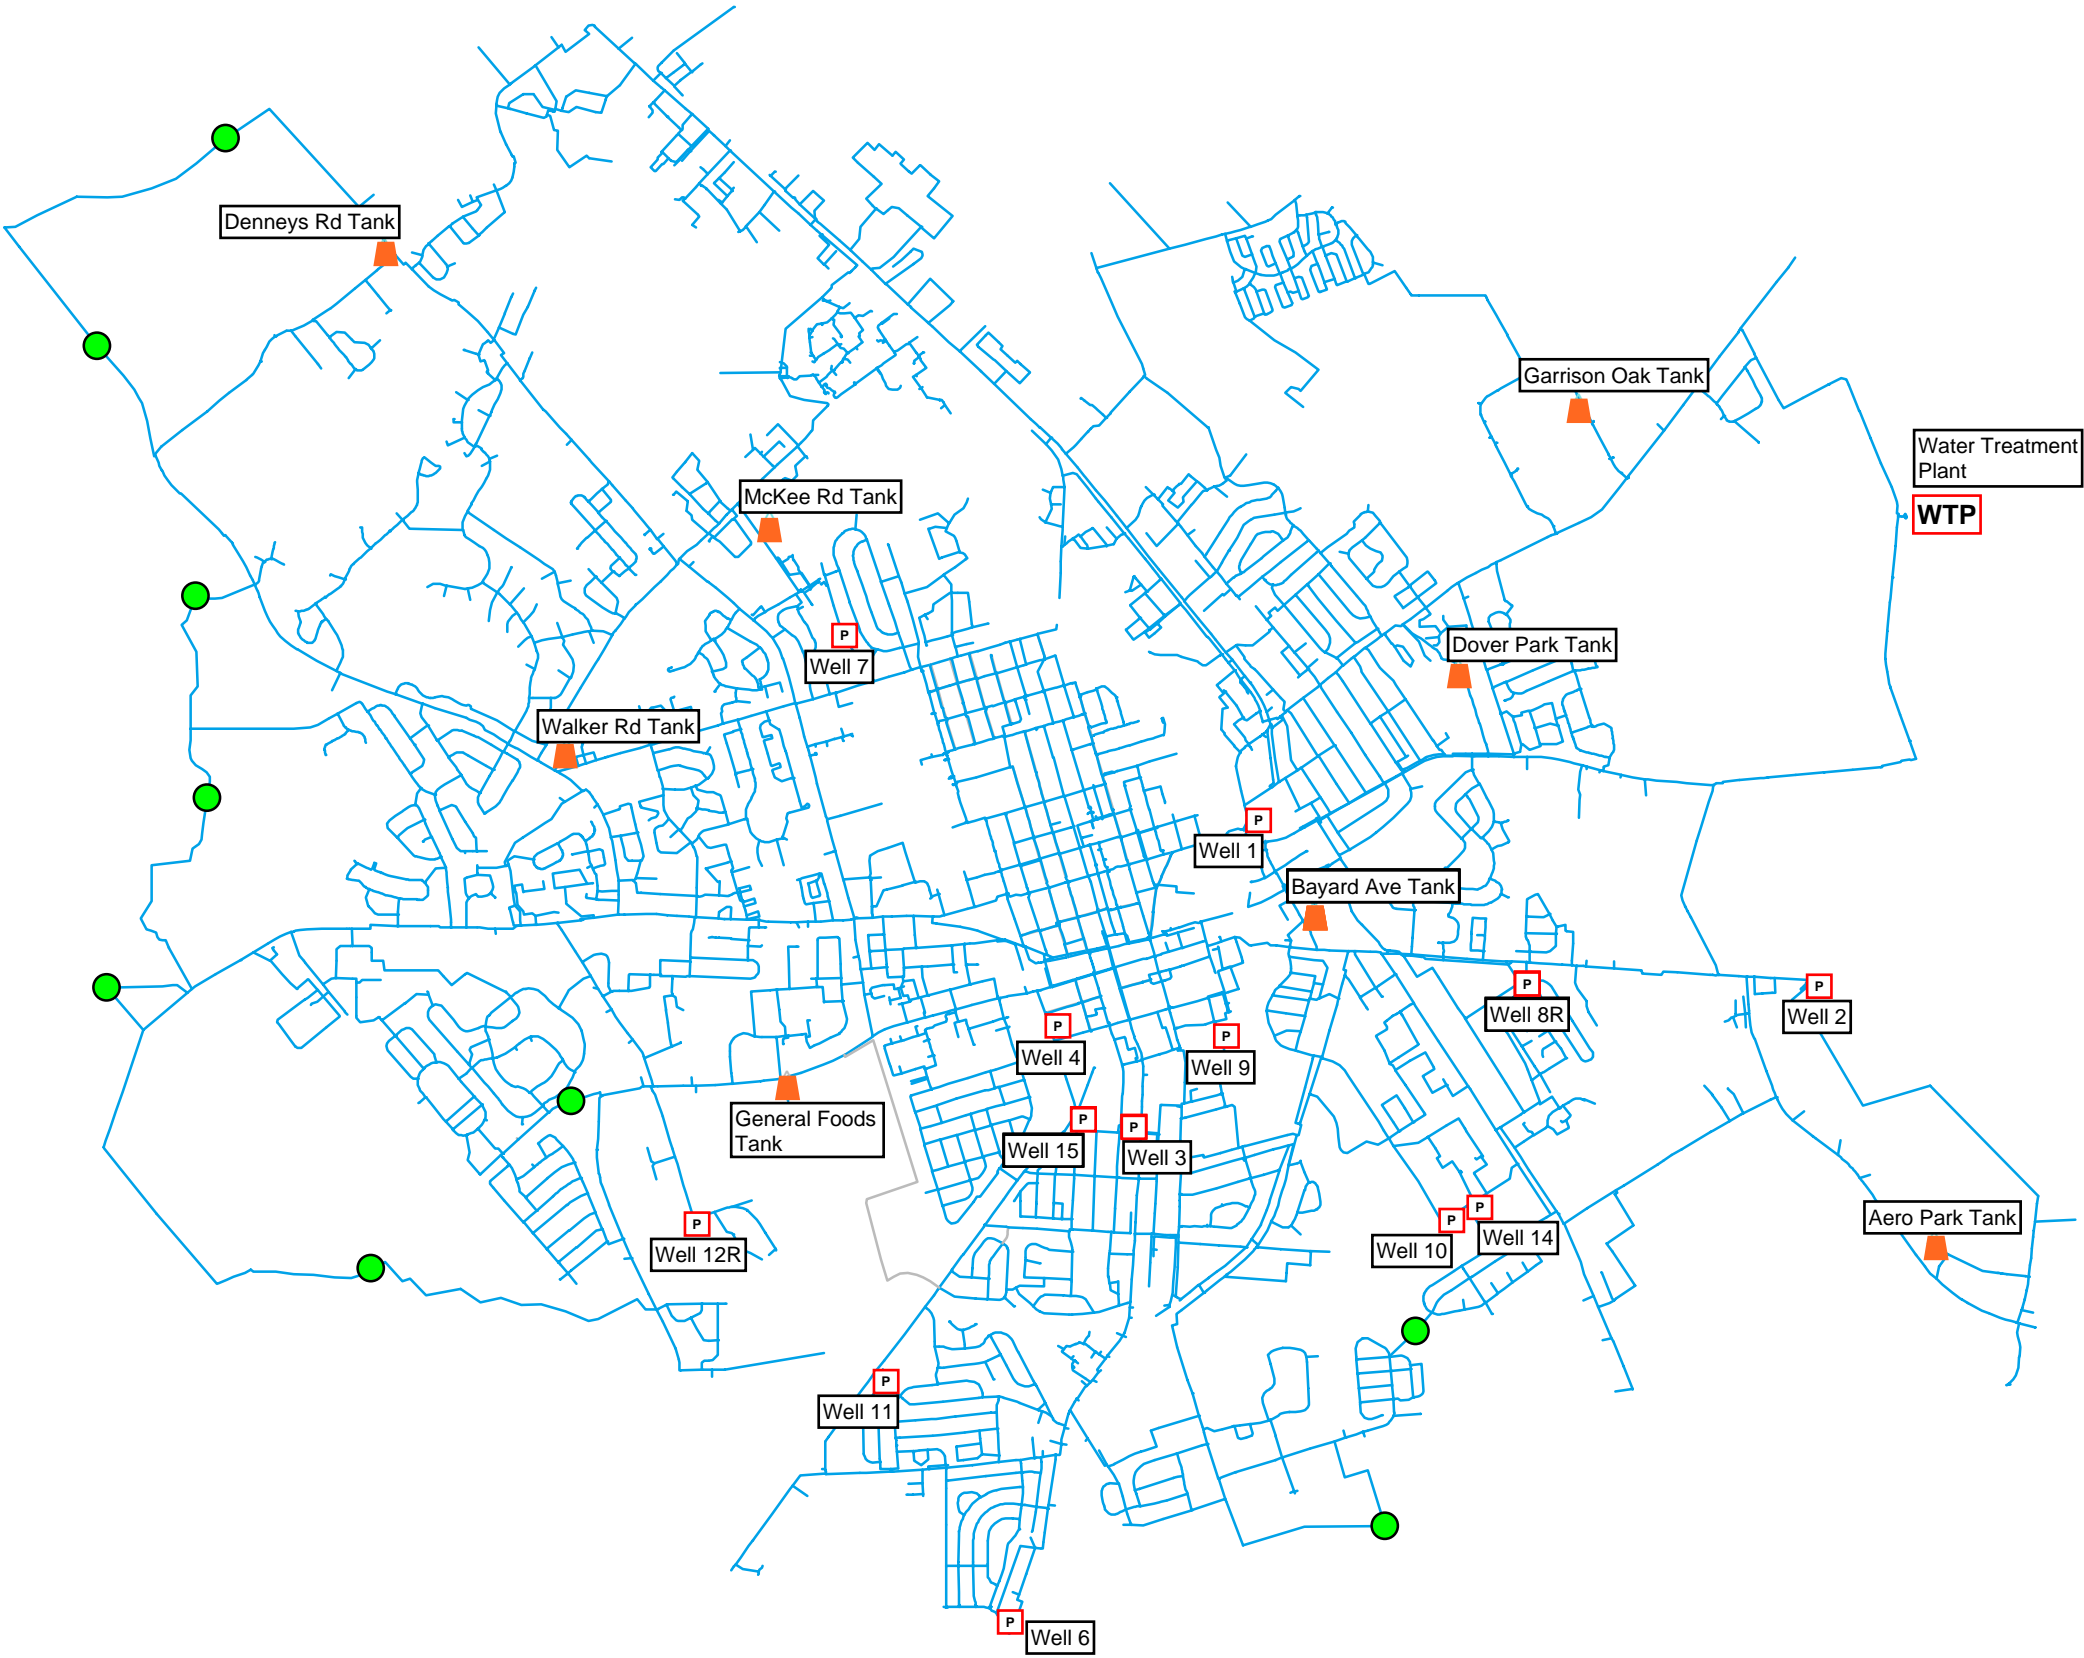 Denneys Rd Tank
Garrison Oak Tank
Water Treatment
Plant
WTP
McKee Rd Tank
P
Well 7
Dover Park Tank
Walker Rd Tank
P
Well 1
Bayard Ave Tank
P
Well 8R
P
Well 2
P
Well 4
P
Well 9
General Foods
Tank
P
Well 15
P
Well 3
P
Well 12R
P
Well 10
P
Well 14
Aero Park Tank
P
Well 11
P
Well 6